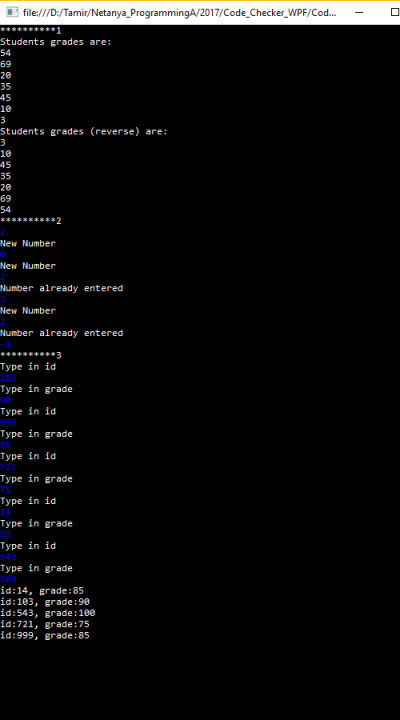 file:///D:/Tamir/Netanya_ProgrammingA/2017/Code_Checker_WPF/Cod...
**********1
Students grades are:
54
69
20
35
45
10
3
Students grades (reverse) are:
3
10
45
35
20
69
54
**********2
2
New Number
0
New Number
2
Number already entered
New Number
Number already entered
-1
**********3
Type in id
103
Type in grade
90
Type in id
999
Type in grade
85
Type in id
721
Type in grade
75
Type in id
14
Type in grade
85
Type in id
543
Type in grade
100
id:14, grade:85
id:103, grade:90
id:543, grade:100
id:721, grade:75
id:999, grade:85